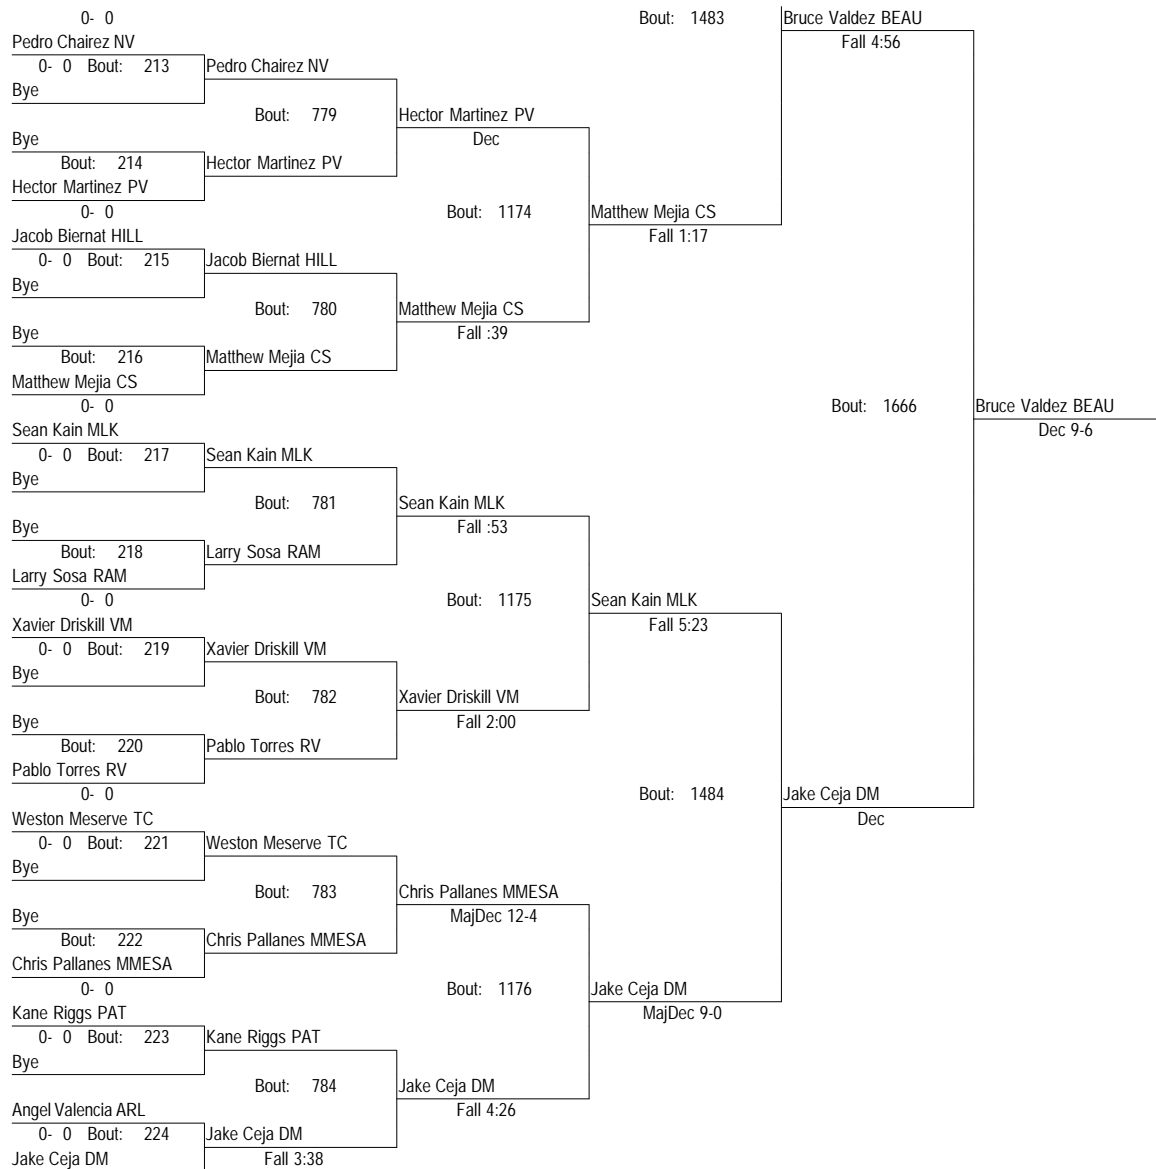 0- 0 Bout: 1483 Bruce Valdez BEAU
Pedro Chairez NV Fall 4:56
0- 0 Bout: 213 Pedro Chairez NV
Bye
Bout: 779 Hector Martinez PV
Bye Dec
Bout: 214 Hector Martinez PV
Hector Martinez PV
0- 0 Bout: 1174 Matthew Mejia CS
Jacob Biernat HILL Fall 1:17
0- 0 Bout: 215 Jacob Biernat HILL
Bye
Bout: 780 Matthew Mejia CS
Bye Fall :39
Bout: 216 Matthew Mejia CS
Matthew Mejia CS
0- 0 Bout: 1666 Bruce Valdez BEAU
Sean Kain MLK Dec 9-6
0- 0 Bout: 217 Sean Kain MLK
Bye
Bout: 781 Sean Kain MLK
Bye Fall :53
Bout: 218 Larry Sosa RAM
Larry Sosa RAM
0- 0 Bout: 1175 Sean Kain MLK
Xavier Driskill VM Fall 5:23
0- 0 Bout: 219 Xavier Driskill VM
Bye
Bout: 782 Xavier Driskill VM
Bye Fall 2:00
Bout: 220 Pablo Torres RV
Pablo Torres RV
0- 0 Bout: 1484 Jake Ceja DM
Weston Meserve TC Dec
0- 0 Bout: 221 Weston Meserve TC
Bye
Bout: 783 Chris Pallanes MMESA
Bye MajDec 12-4
Bout: 222 Chris Pallanes MMESA
Chris Pallanes MMESA
0- 0 Bout: 1176 Jake Ceja DM
Kane Riggs PAT MajDec 9-0
0- 0 Bout: 223 Kane Riggs PAT
Bye
Bout: 784 Jake Ceja DM
Angel Valencia ARL Fall 4:26
0- 0 Bout: 224 Jake Ceja DM
Jake Ceja DM Fall 3:38